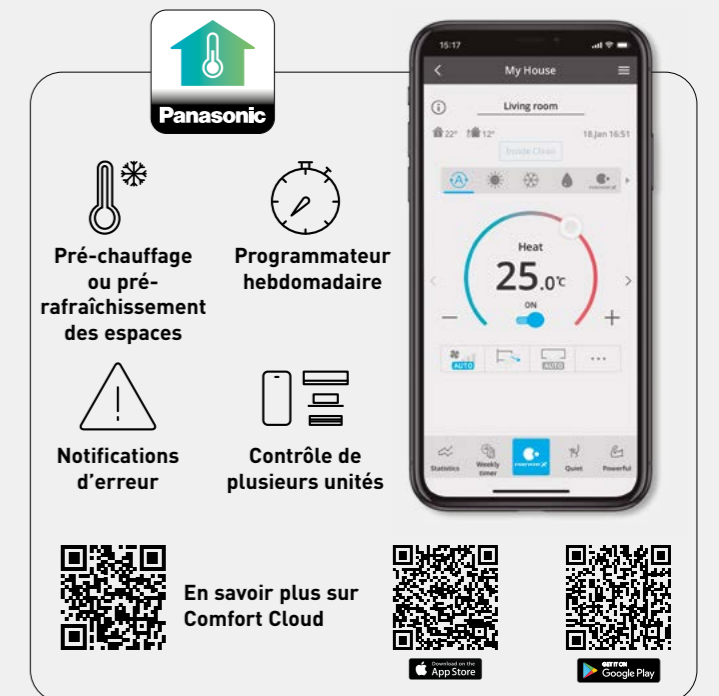 Panasonic
Pré-chauffage
ou pré-
rafraîchissement
des espaces
Programmateur
hebdomadaire
Notifications
d'erreur
Contrôle de
plusieurs unités
15:17
My House
Living room
22° 12° 18,Jan 16:51
Inside Clean
A
nanoe X
Heat
25.0°C
ON
AUTO
AUTO
Statistics
Weekly
timer
nanoe X
Quiet
Powerful
En savoir plus sur
Comfort Cloud
Download on the
App Store
GET IT ON
Google Play